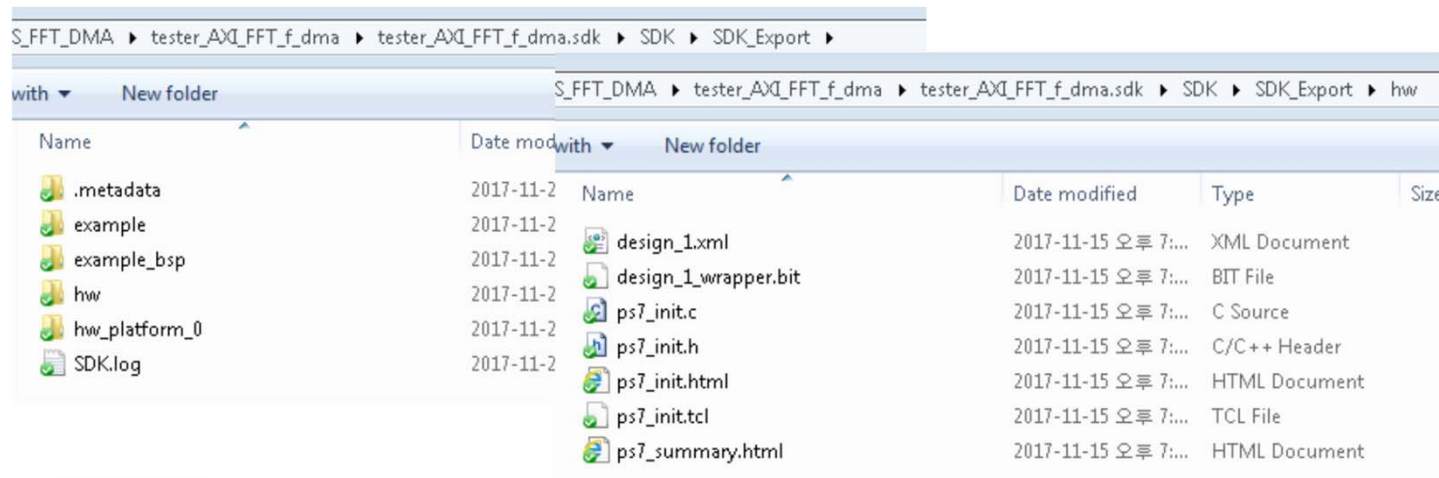 S_FFT_DMA ▸ tester_AXI_FFT_f_dma ▸ tester_AXI_FFT_f_dma.sdk ▸ SDK ▸ SDK_Export ▸
with ▾ New folder
Name Date mod
.metadata 2017-11-2
example 2017-11-2
example_bsp 2017-11-2
hw 2017-11-2
hw_platform_0 2017-11-2
SDK.log 2017-11-2
S_FFT_DMA ▸ tester_AXI_FFT_f_dma ▸ tester_AXI_FFT_f_dma.sdk ▸ SDK ▸ SDK_Export ▸ hw
with ▾ New folder
Name Date modified Type Size
design_1.xml 2017-11-15 오후 7:... XML Document
design_1_wrapper.bit 2017-11-15 오후 7:... BIT File
ps7_init.c 2017-11-15 오후 7:... C Source
ps7_init.h 2017-11-15 오후 7:... C/C++ Header
ps7_init.html 2017-11-15 오후 7:... HTML Document
ps7_init.tcl 2017-11-15 오후 7:... TCL File
ps7_summary.html 2017-11-15 오후 7:... HTML Document